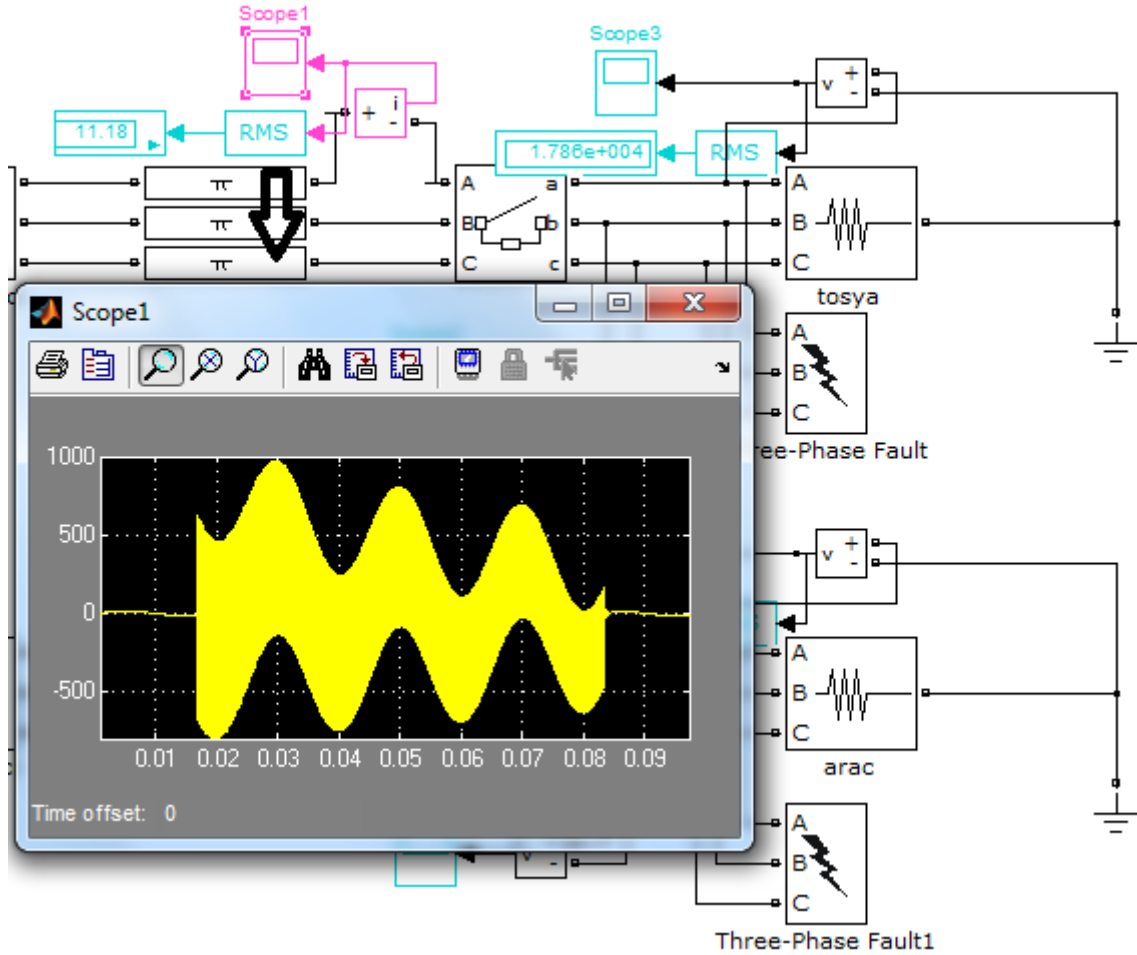 Scope1
Scope3
v + -
+ i -
11.18
RMS
1.786e+004
RMS
π
π
π
A a
B b
C c
A
B
C
tosya
Scope1
A
B
C
ree-Phase Fault
1000
500
0
-500
0.01 0.02 0.03 0.04 0.05 0.06 0.07 0.08 0.09
Time offset: 0
v + -
S
A
B
C
arac
v -
A
B
C
Three-Phase Fault1